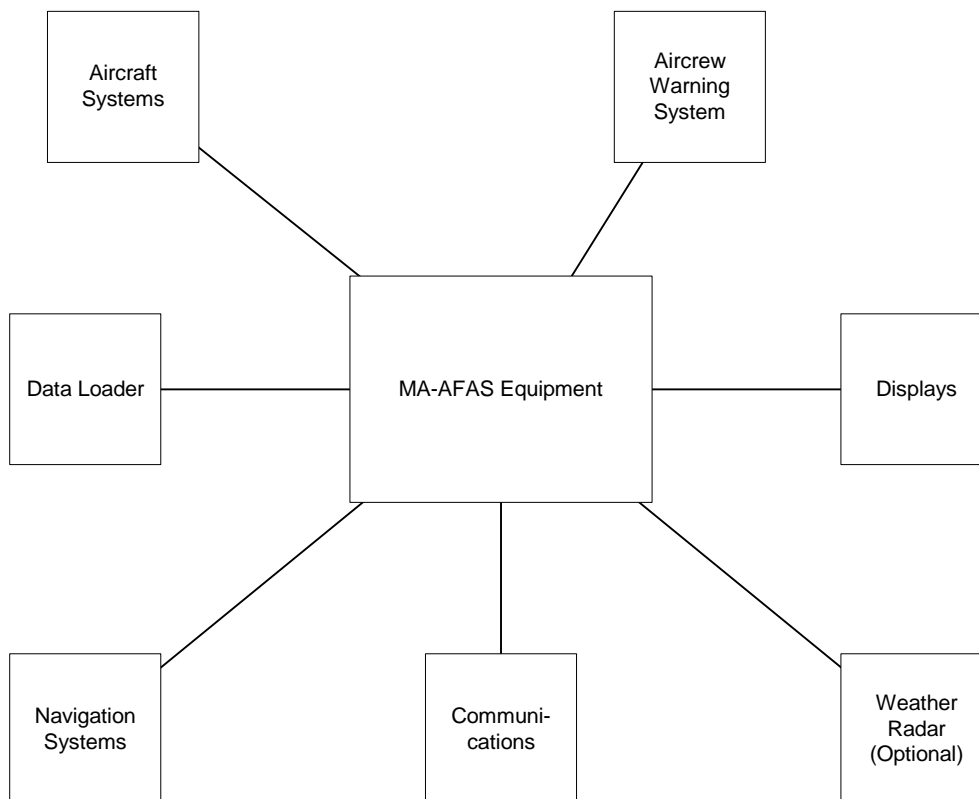 Aircraft
Systems
Aircrew
Warning
System
Data Loader
MA-AFAS Equipment
Displays
Navigation
Systems
Communi-
cations
Weather
Radar
(Optional)